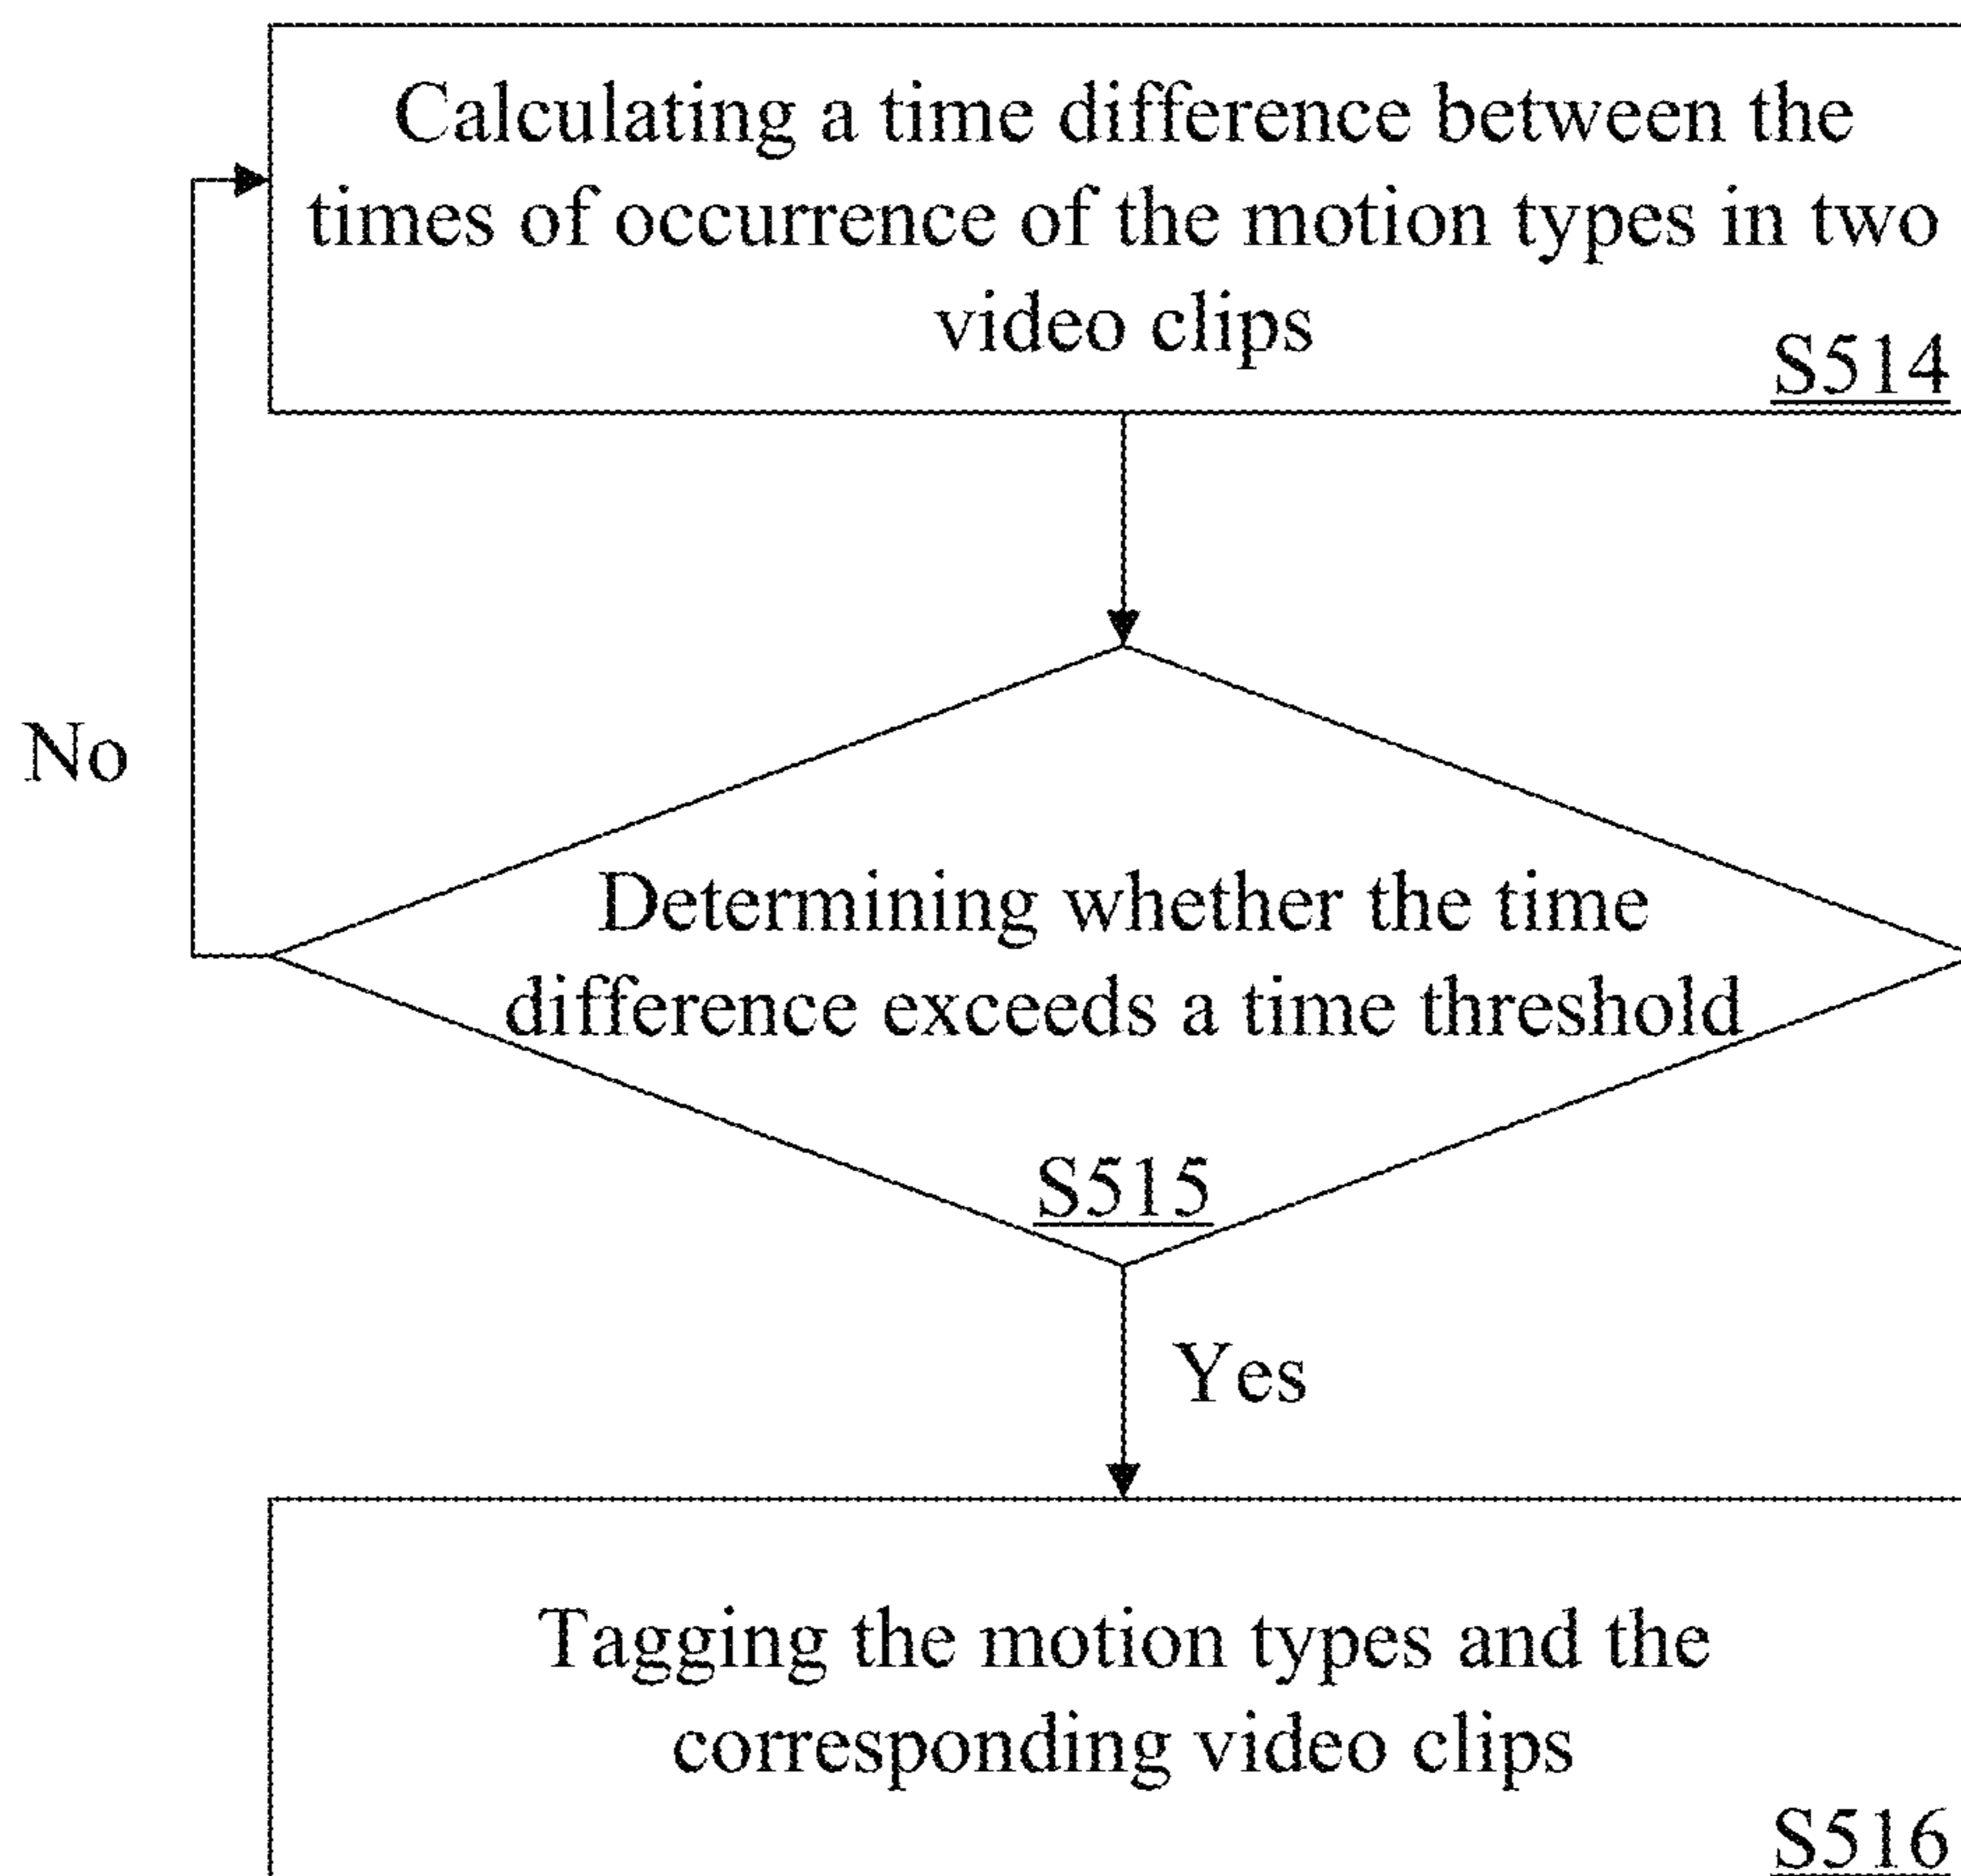 Calculating a time difference between the
times of occurrence of the motion types in two
video clips
S514
No
Determining whether the time
difference exceeds a time threshold
S515
Yes
Tagging the motion types and the
corresponding video clips
S516